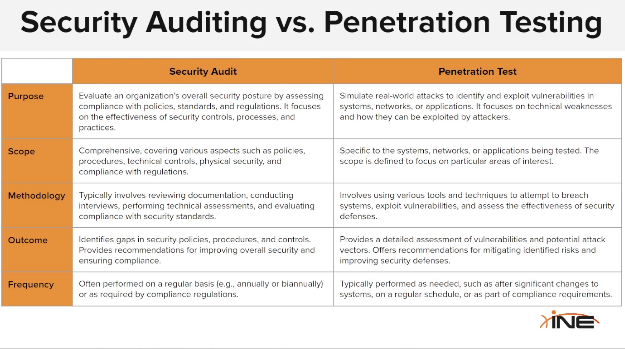 Security Auditing vs. Penetration Testing
Security Audit
Penetration Test
Purpose
Evaluate an organization's overall security posture by assessing
compliance with policies, standards, and regulations. It focuses
on the effectiveness of security controls, processes, and
practices.
Simulate real-world attacks to identify and exploit vulnerabilities in
systems, networks, or applications. It focuses on technical weaknesses
and how they can be exploited by attackers.
Scope
Comprehensive, covering various aspects such as policies,
procedures, technical controls, physical security, and
compliance with regulations.
Specific to the systems, networks, or applications being tested. The
scope is defined to focus on particular areas of interest.
Methodology
Typically involves reviewing documentation, conducting
interviews, performing technical assessments, and evaluating
compliance with security standards.
Involves using various tools and techniques to attempt to breach
systems, exploit vulnerabilities, and assess the effectiveness of security
defenses.
Outcome
Identifies gaps in security policies, procedures, and controls.
Provides recommendations for improving overall security and
ensuring compliance.
Provides a detailed assessment of vulnerabilities and potential attack
vectors. Offers recommendations for mitigating identified risks and
improving security defenses.
Frequency
Often performed on a regular basis (e.g., annually or biannually)
or as required by compliance regulations.
Typically performed as needed, such as after significant changes to
systems, on a regular schedule, or as part of compliance requirements.
INE